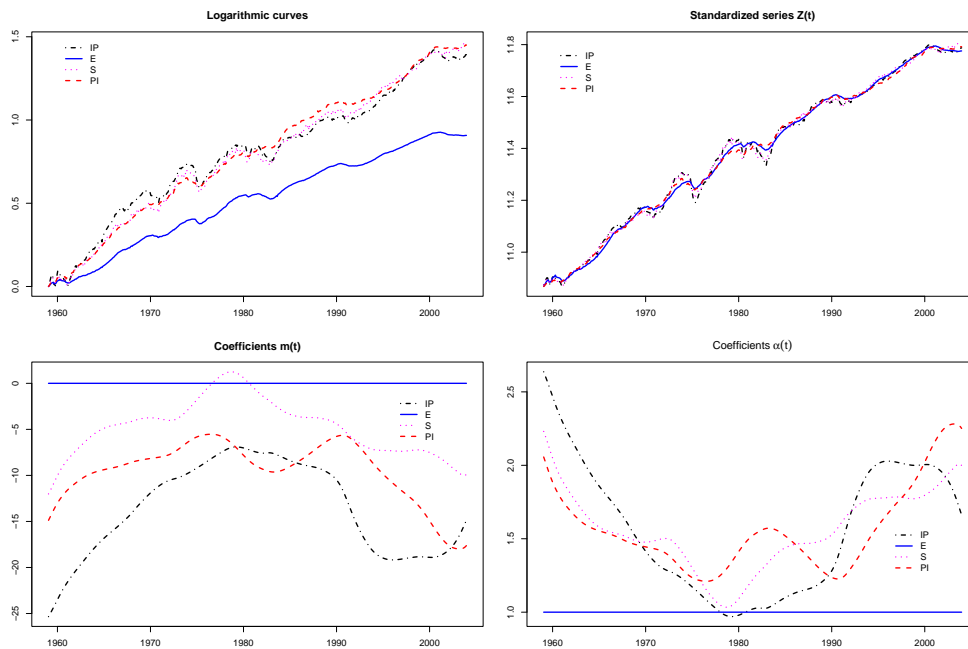 Logarithmic curves
IP
E
S
PI
0.0
0.5
1.0
1.5
1960
1970
1980
1990
2000
Standardized series Z(t)
IP
E
S
PI
11.0
11.2
11.4
11.6
11.8
1960
1970
1980
1990
2000
Coefficients m(t)
IP
E
S
PI
0
−5
−10
−15
−20
−25
1960
1970
1980
1990
2000
Coefficients α(t)
IP
E
S
PI
1.0
1.5
2.0
2.5
1960
1970
1980
1990
2000